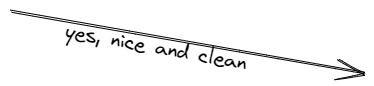 yes, nice and clean